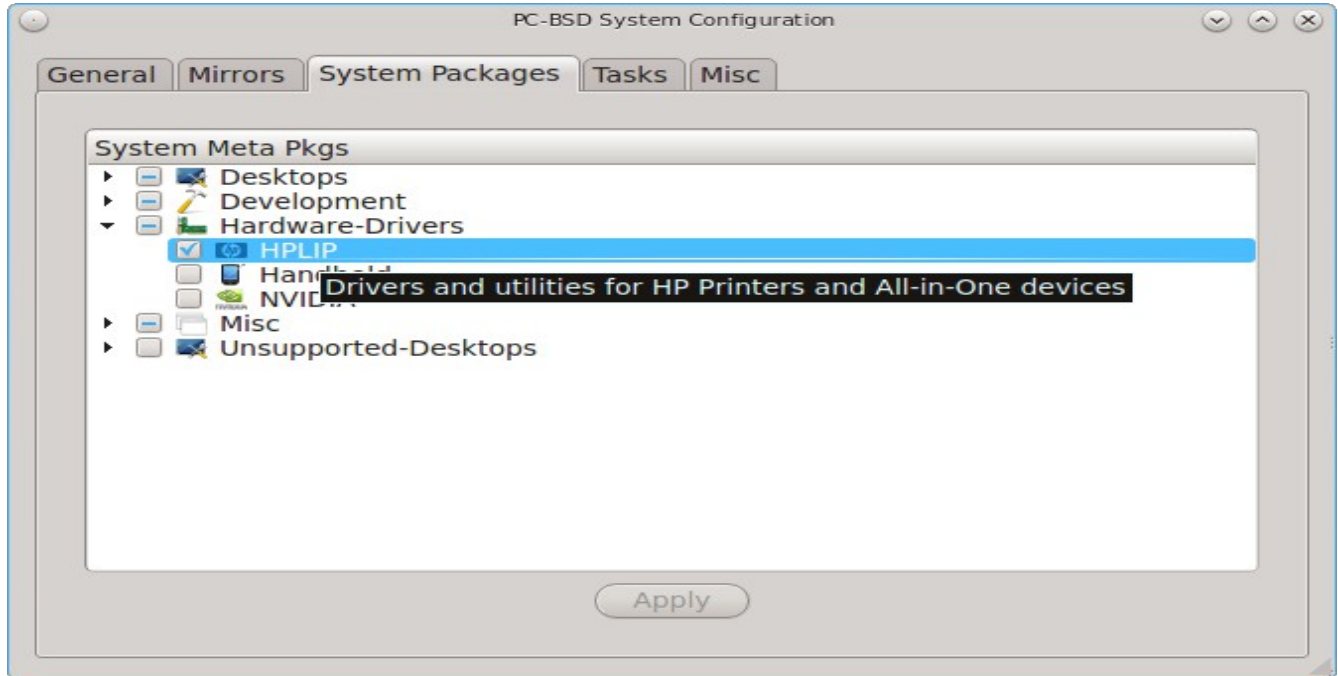 PC-BSD System Configuration
General Mirrors System Packages Tasks Misc
System Meta Pkgs
Desktops
Development
Hardware-Drivers
HPLIP
Drivers and utilities for HP Printers and All-in-One devices
Misc
Unsupported-Desktops
Apply